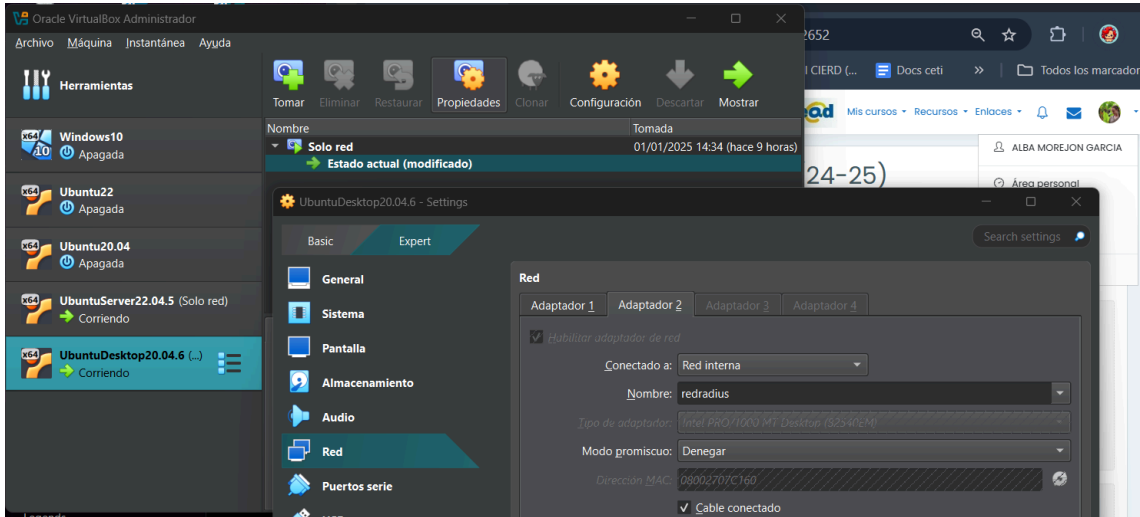 Oracle VirtualBox Administrador
Archivo Máquina Instantánea Ayuda
Herramientas
Tomar Eliminar Restaurar Propiedades Clonar Configuración Descartar Mostrar
Nombre Tomada
Solo red 01/01/2025 14:34 (hace 9 horas)
Estado actual (modificado)
Windows10
Apagada
Ubuntu22
Apagada
Ubuntu20.04
Apagada
UbuntuServer22.04.5 (Solo red)
Corriendo
UbuntuDesktop20.04.6 (...)
Corriendo
UbuntuDesktop20.04.6 - Settings
Basic Expert
Search settings
General
Sistema
Pantalla
Almacenamiento
Audio
Red
Puertos serie
Red
Adaptador 1 Adaptador 2 Adaptador 3 Adaptador 4
Habilitar adaptador de red
Conectado a: Red interna
Nombre: redradius
Tipo de adaptador: Intel PRO/1000 MT Desktop (82540EM)
Modo promiscuo: Denegar
Dirección MAC: 08002707C160
Cable conectado
2652
CIERD (... Docs ceti » Todos los marcador
ad Mis cursos Recursos Enlaces
ALBA MOREJON GARCIA
24-25)
Área personal